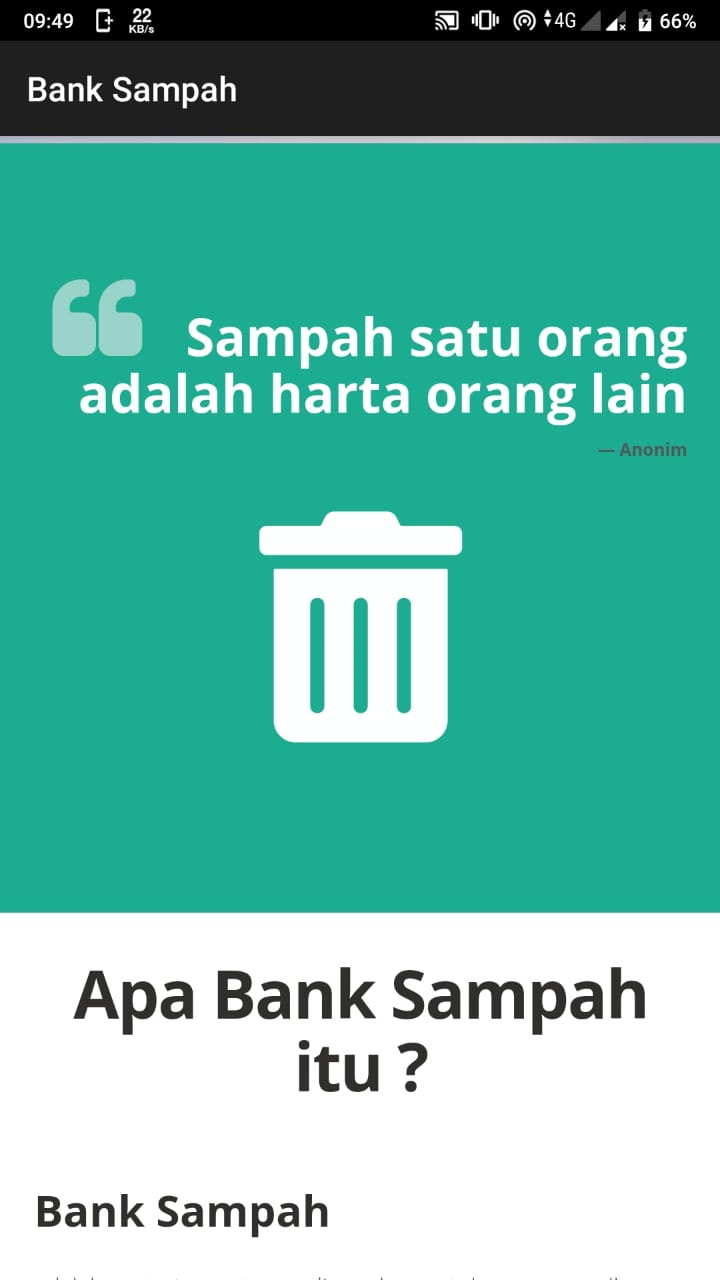 09:49 22 KB/s 4G 66%
Bank Sampah
Sampah satu orang
adalah harta orang lain
— Anonim
Apa Bank Sampah
itu ?
Bank Sampah